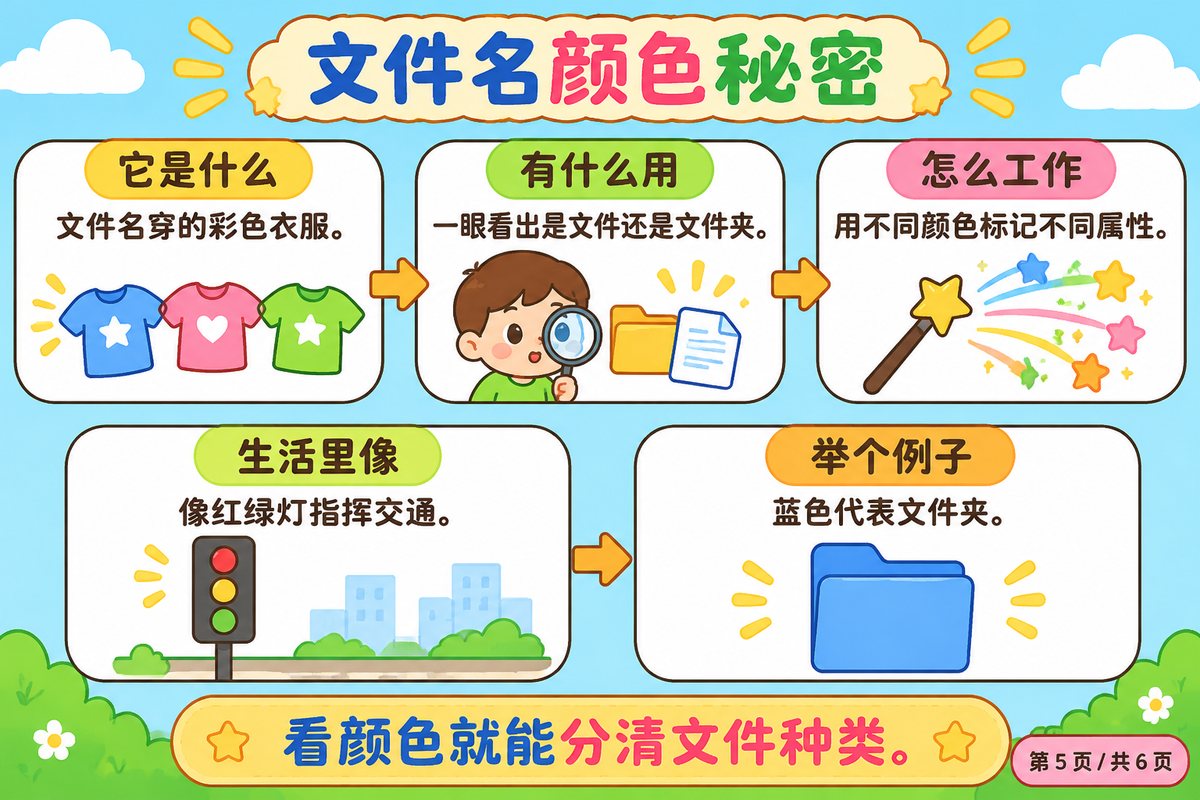 文件名颜色秘密
它是什么
文件名穿的彩色衣服。
有什么用
一眼看出是文件还是文件夹。
怎么工作
用不同颜色标记不同属性。
生活里像
像红绿灯指挥交通。
举个例子
蓝色代表文件夹。
看颜色就能分清文件种类。
第5页/共6页